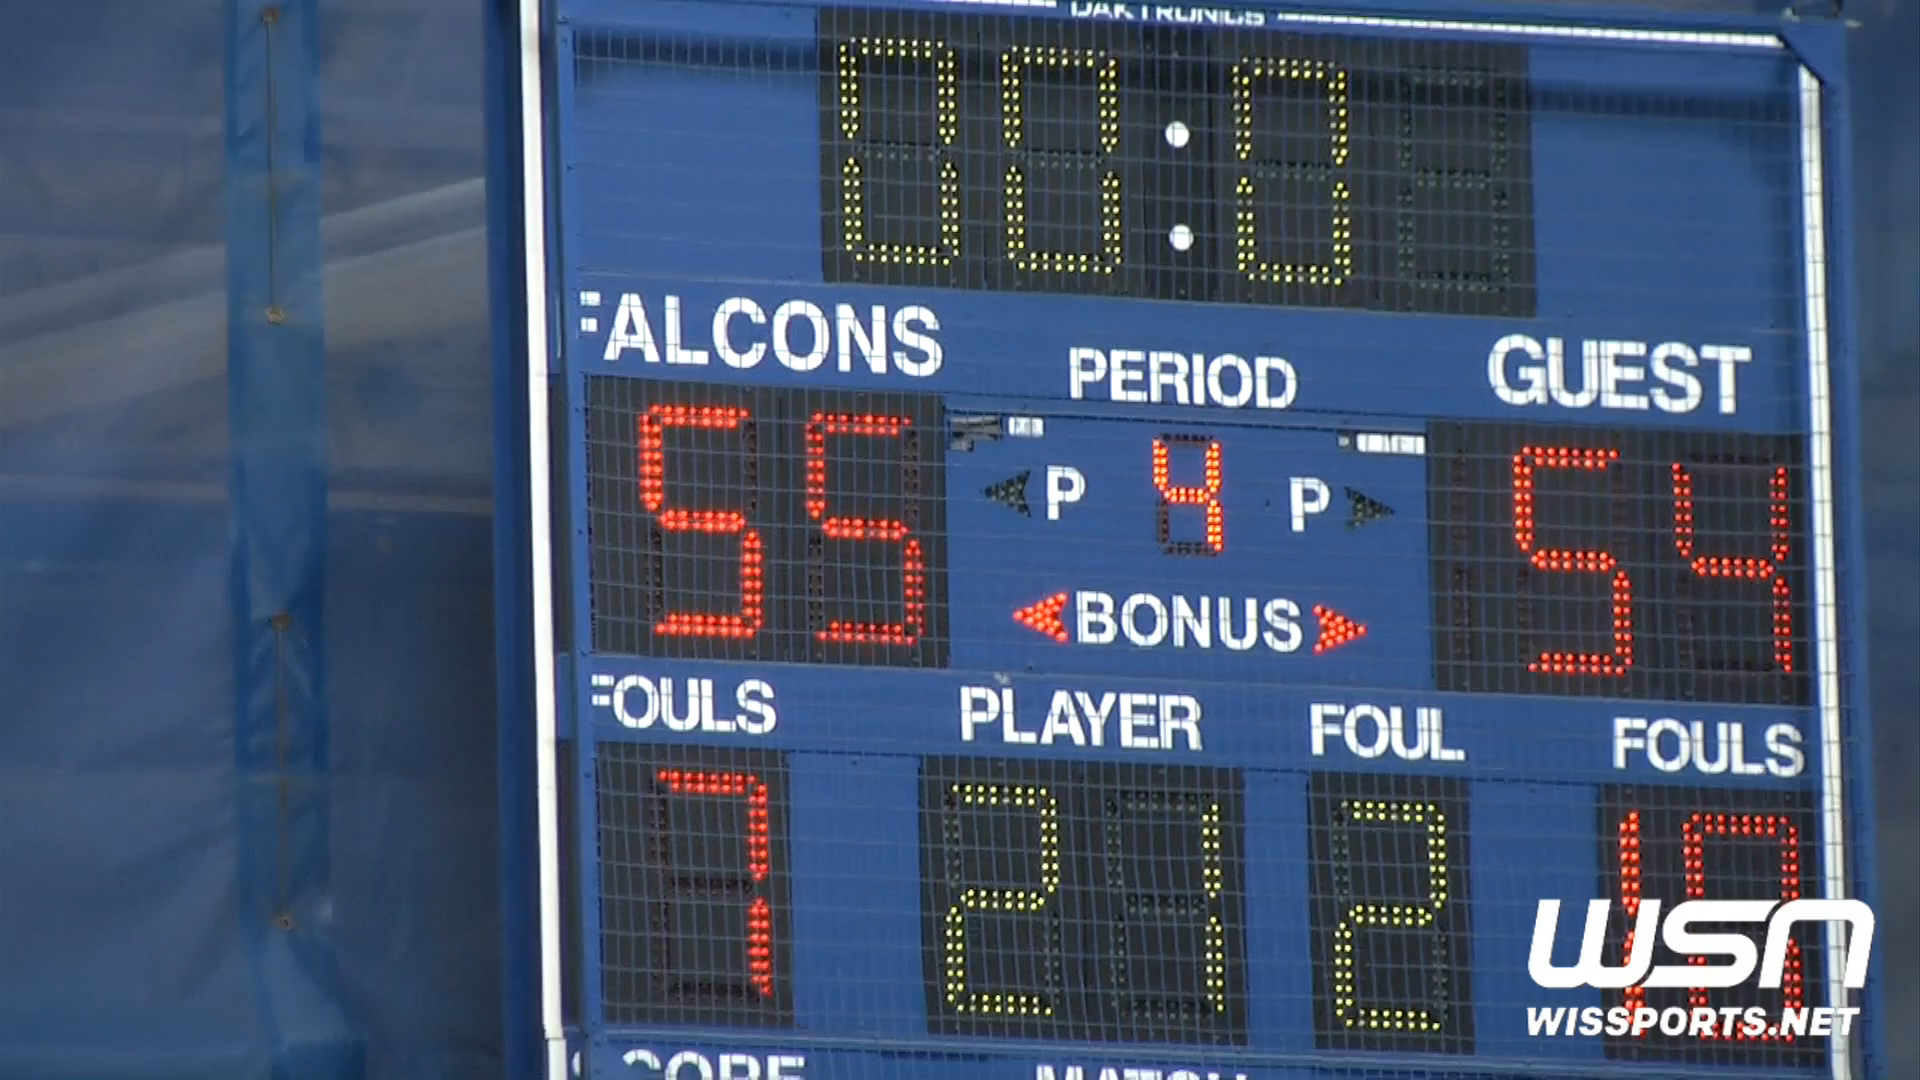 DAKTRONICS
00:0
FALCONS PERIOD GUEST
55 P 4 P 54
BONUS
FOULS PLAYER FOUL FOULS
7 21 2
WSN
WISSPORTS.NET